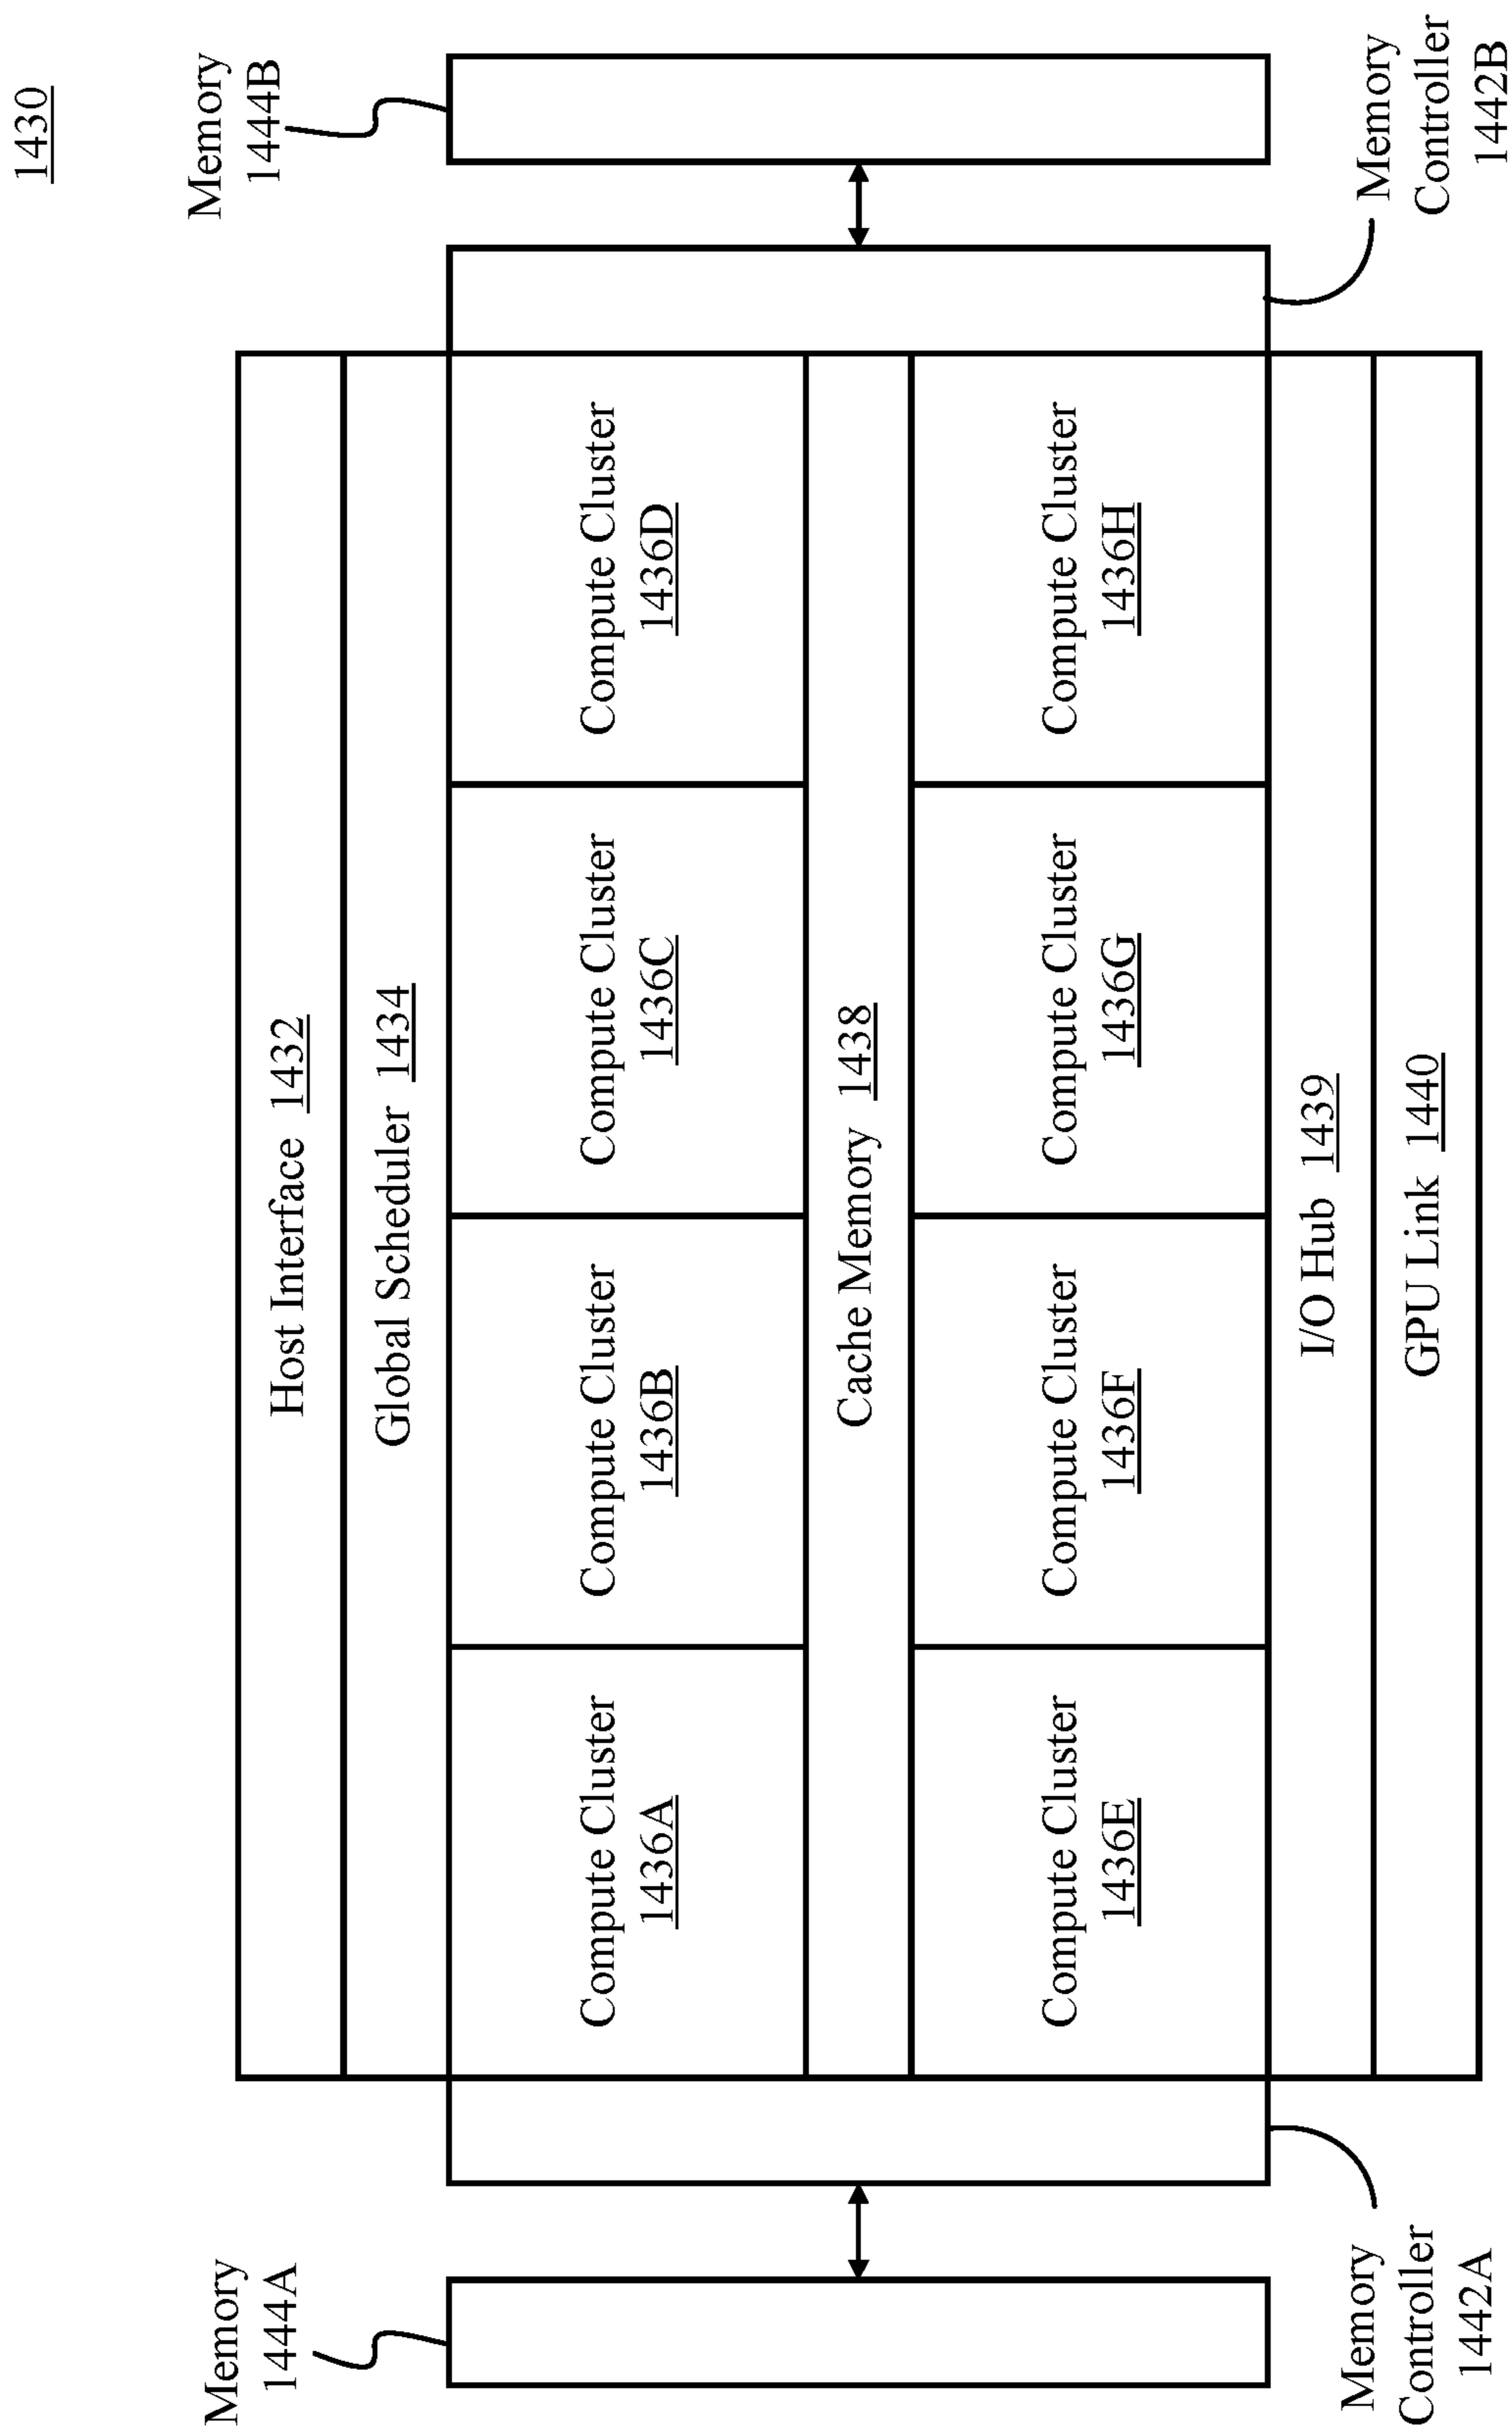 1430
Memory
1444A
Memory
1444B
Host Interface 1432
Global Scheduler 1434
Compute Cluster
1436A
Compute Cluster
1436B
Compute Cluster
1436C
Compute Cluster
1436D
Cache Memory 1438
Compute Cluster
1436E
Compute Cluster
1436F
Compute Cluster
1436G
Compute Cluster
1436H
I/O Hub 1439
GPU Link 1440
Memory
Controller
1442A
Memory
Controller
1442B